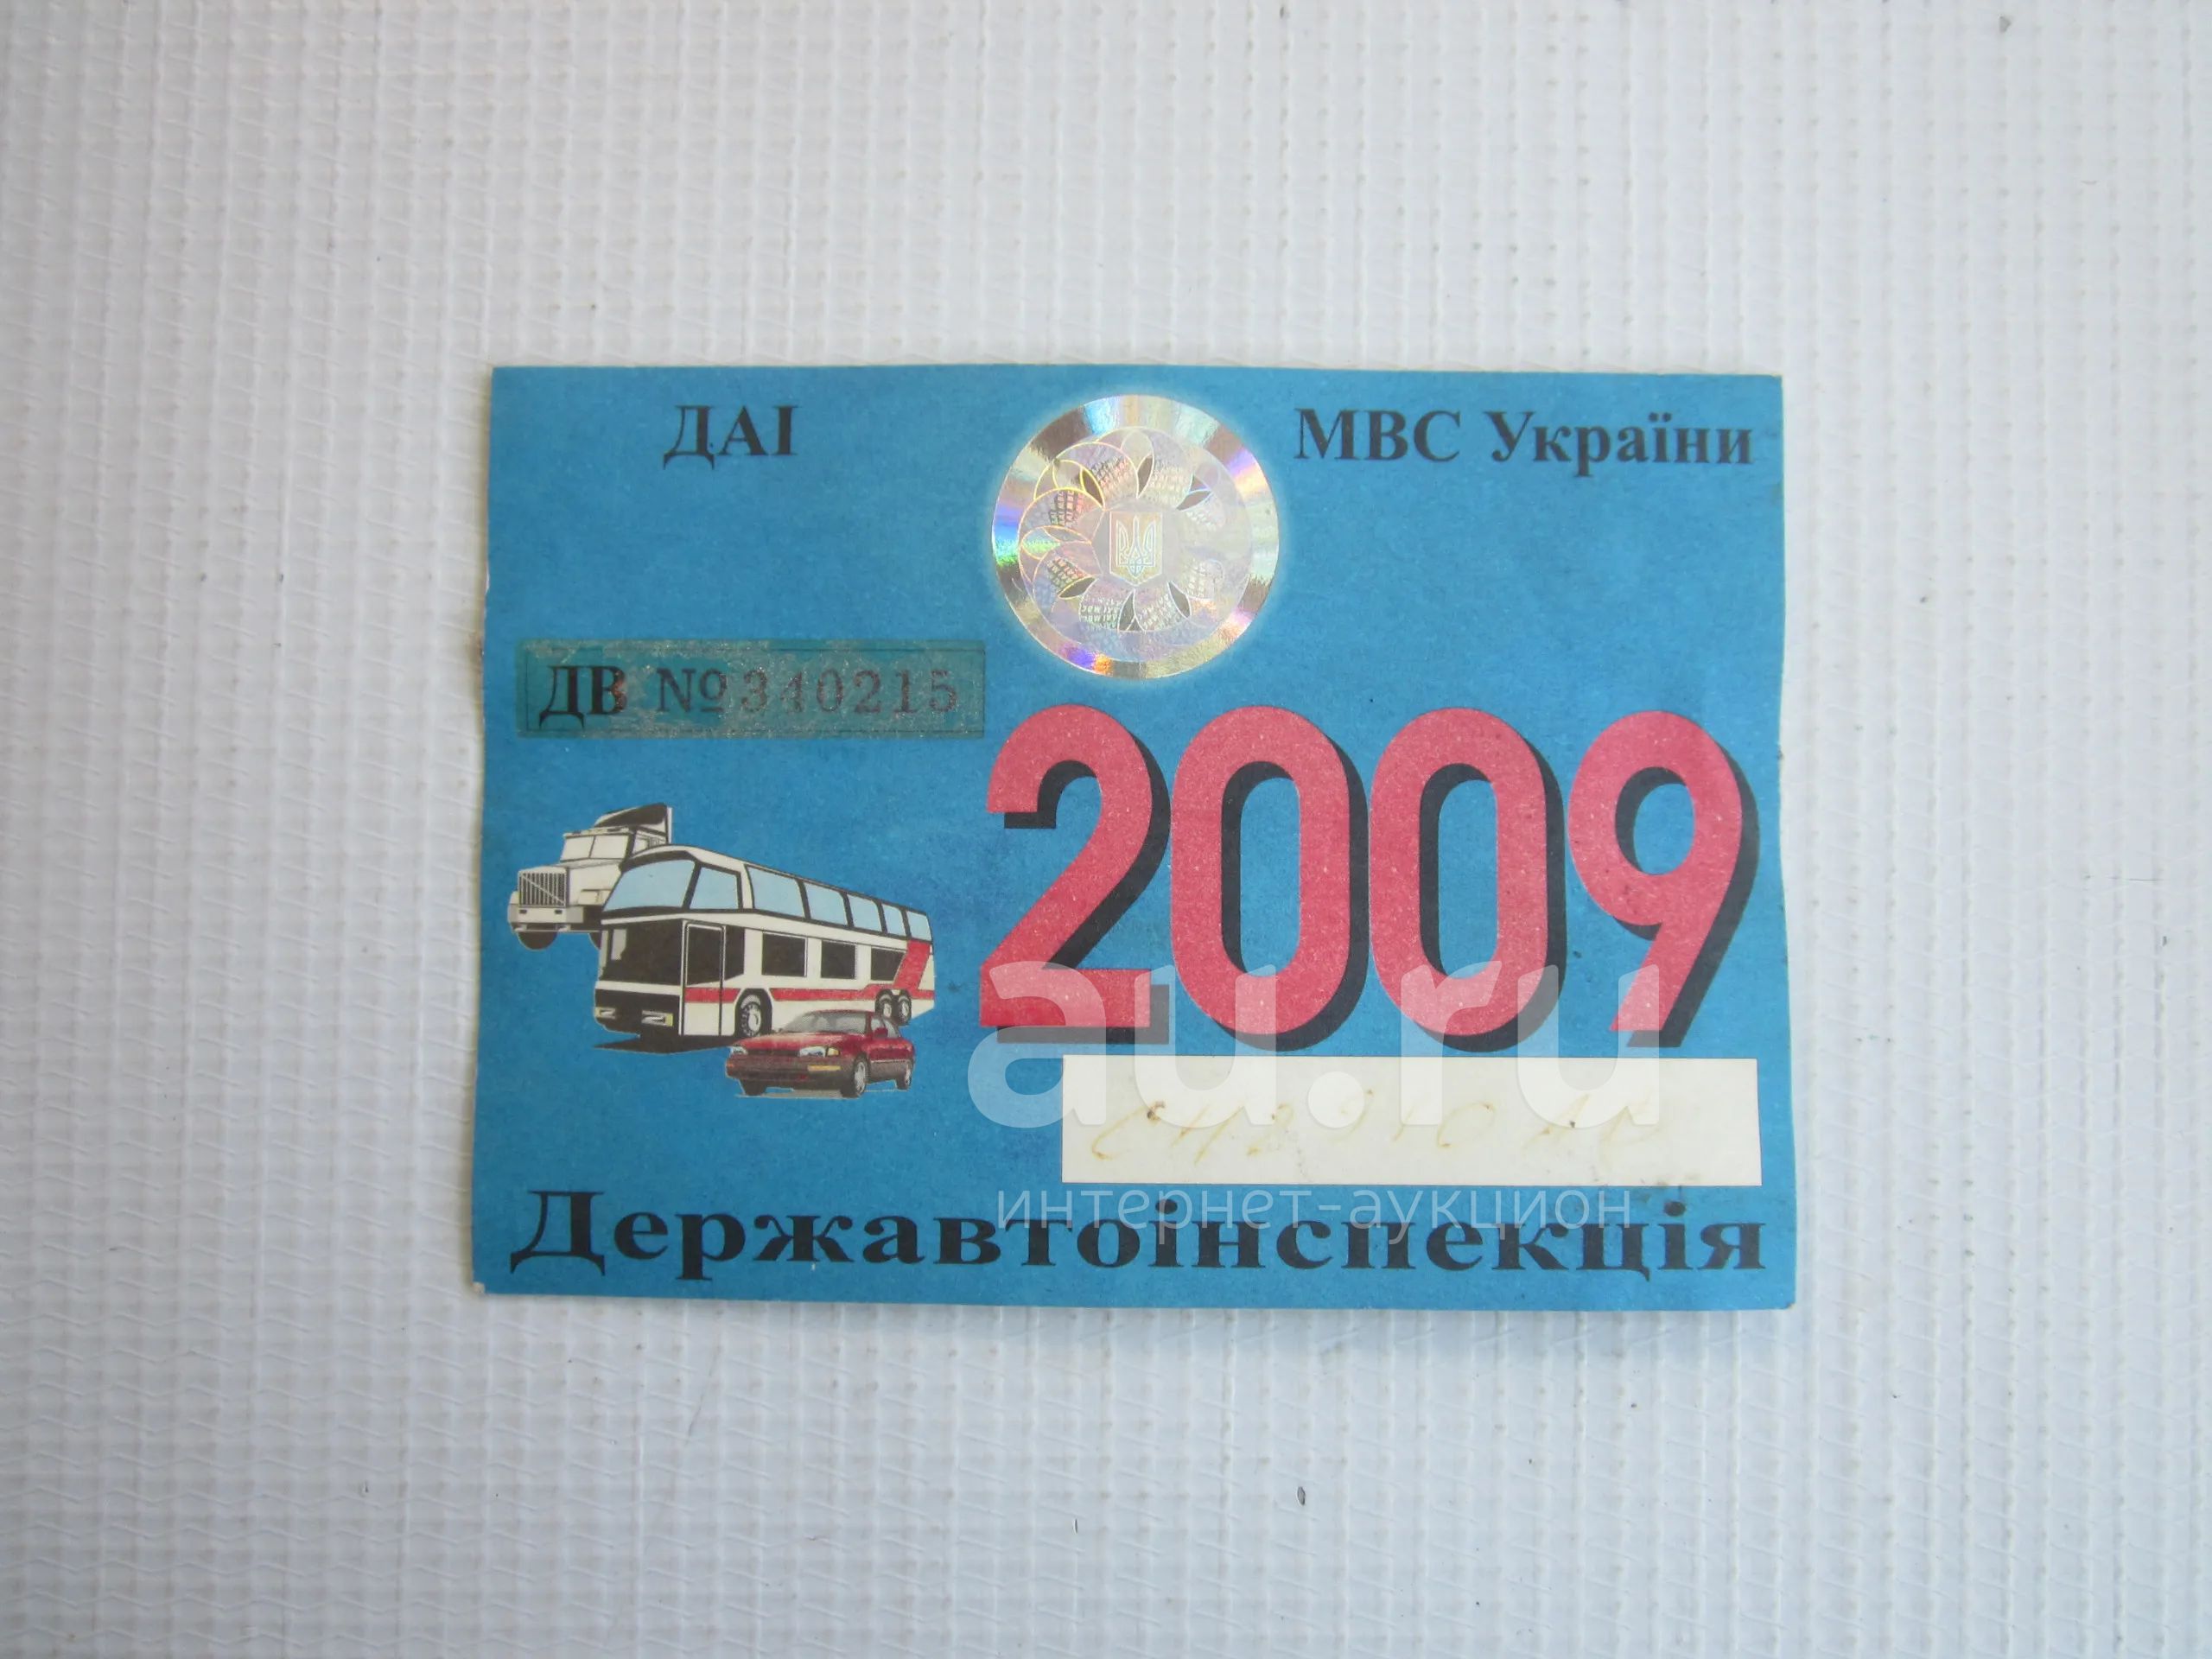 ДАІ
МВС України
ДВ №340215
2009
au.ru
интернет-аукцион
Державтоінспекція